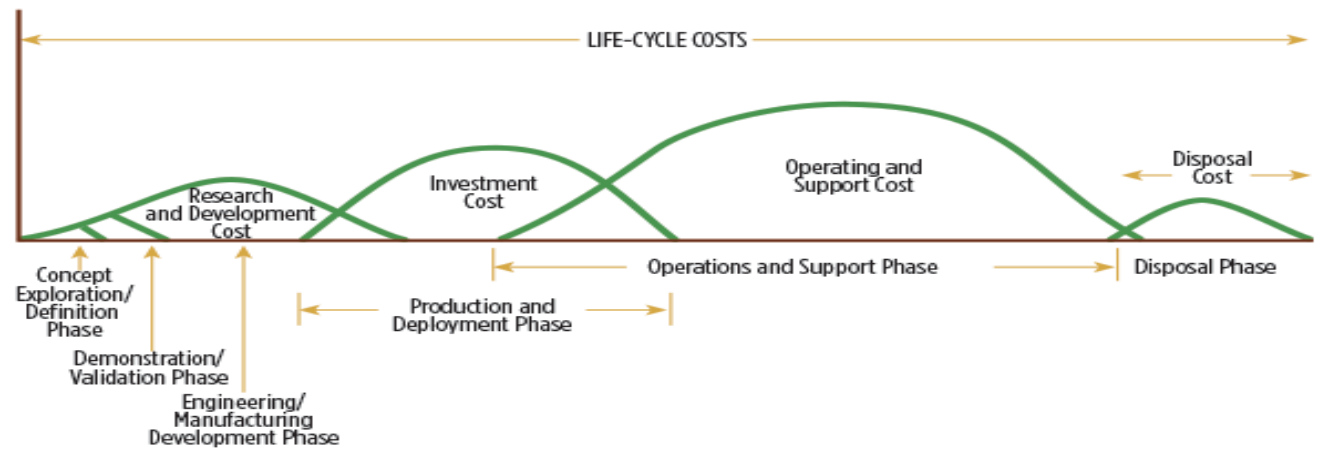 LIFE-CYCLE COSTS
Research
and Development
Cost
Investment
Cost
Operating and
Support Cost
Disposal
Cost
Concept
Exploration/
Definition
Phase
Demonstration/
Validation Phase
Engineering/
Manufacturing
Development Phase
Production and
Deployment Phase
Operations and Support Phase
Disposal Phase